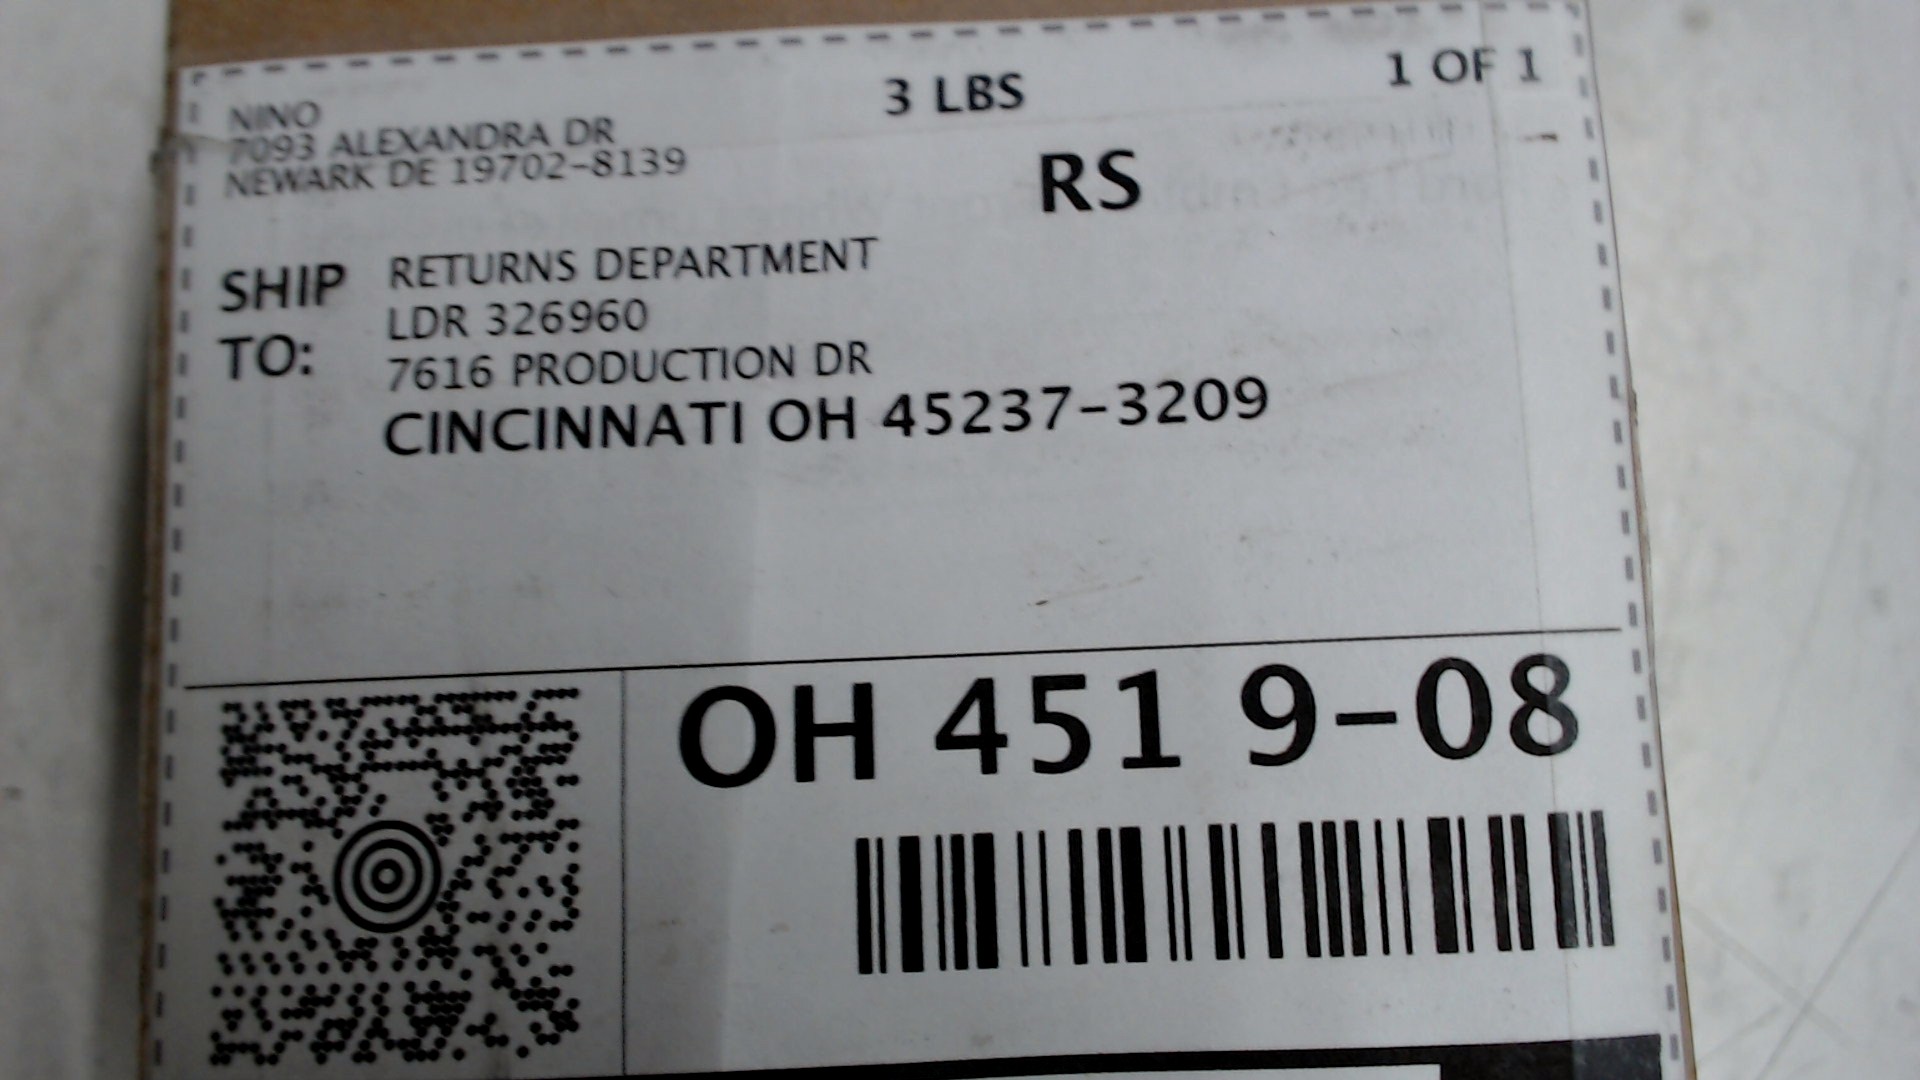 NINO
7093 ALEXANDRA DR
NEWARK DE 19702-8139
3 LBS
1 OF 1
RS
SHIP TO:
RETURNS DEPARTMENT
LDR 326960
7616 PRODUCTION DR
CINCINNATI OH 45237-3209
OH 451 9-08